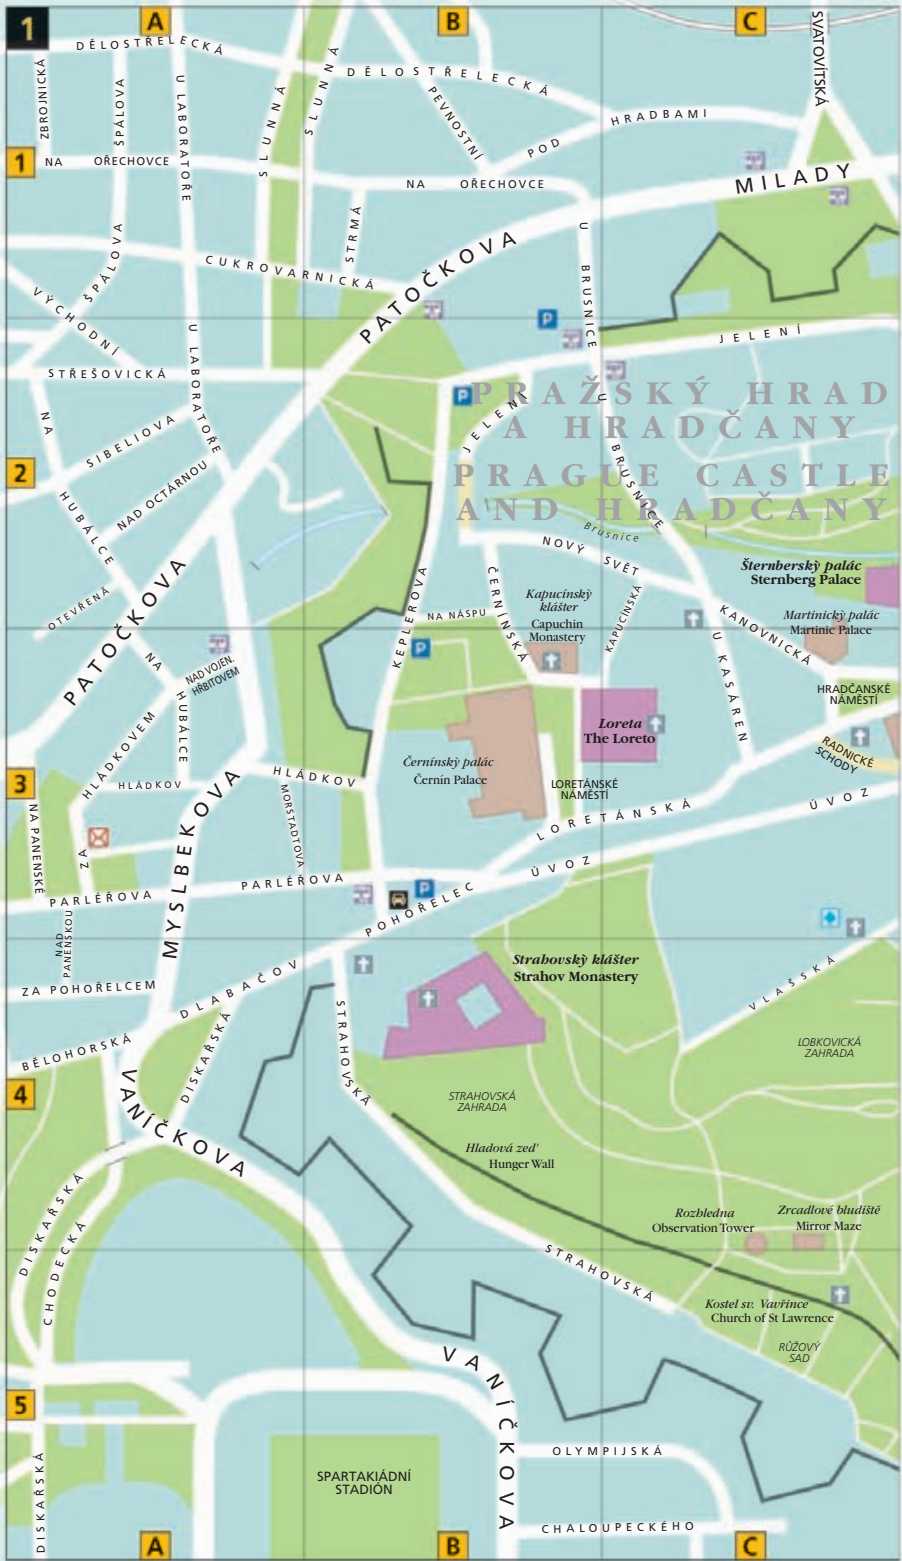 1
A
B
C
DĚLOSTŘELECKÁ
DĚLOSTŘELECKÁ
SVATOVÍTSKÁ
ZBROJNICKÁ
ŠPÁLOVA
U LABORATOŘE
SLUNNÁ
SLUNNÁ
PEVNOSTNÍ
POD
HRADBAMI
1
NA OŘECHOVCE
NA OŘECHOVCE
MILADY
STRMÁ
ŠPÁLOVA
CUKROVARNICKÁ
PATOČKOVA
U BRUSNICE
VÝCHODNÍ
U LABORATOŘE
JELENÍ
STŘEŠOVICKÁ
PRAŽSKÝ HRAD
A HRADČANY
PRAGUE CASTLE
AND HRADČANY
P
P
JELENÍ
U BRUSNICE
NA HUBÁLCE
SIBELIOVA
2
NAD OCTÁRNOU
Brusnice
NOVÝ SVĚT
Šternberský palác
Sternberg Palace
OTEVŘENÁ
PATOČKOVA
KEPLEROVA
NA NÁSPU
ČERNÍNSKÁ
Kapucínský
klášter
Capuchin
Monastery
KAPUCÍNSKÁ
KANOVNICKÁ
Martinický palác
Martinic Palace
U KASÁREN
P
NA HUBÁLCE
NAD VOJEN.
HŘBITOVEM
HRADČANSKÉ
NÁMĚSTÍ
Loreta
The Loreto
RADNICKÉ
SCHODY
ZA HLÁDKOVEM
HLÁDKOV
HLÁDKOV
Černínský palác
Černín Palace
LORETÁNSKÉ
NÁMĚSTÍ
3
NA PANENSKÉ
MORSTADTOVA
LORETÁNSKÁ
ÚVOZ
ÚVOZ
MYSLBEKOVA
PARLÉŘOVA
PARLÉŘOVA
P
POHOŘELEC
NAD
PANENSKOU
Strahovský klášter
Strahov Monastery
ZA POHOŘELCEM
DLABAČOV
VLAŠSKÁ
BĚLOHORSKÁ
DISKAŘSKÁ
STRAHOVSKÁ
LOBKOVICKÁ
ZAHRADA
4
VANÍČKOVA
STRAHOVSKÁ
ZAHRADA
Hladová zed'
Hunger Wall
DISKAŘSKÁ
CHODECKÁ
Rozhledna
Observation Tower
Zrcadlové bludiště
Mirror Maze
STRAHOVSKÁ
Kostel sv. Vavřince
Church of St Lawrence
RŮŽOVÝ
SAD
5
VANÍČKOVA
DISKAŘSKÁ
SPARTAKIÁDNÍ
STADIÓN
OLYMPIJSKÁ
CHALOUPECKÉHO
A
B
C